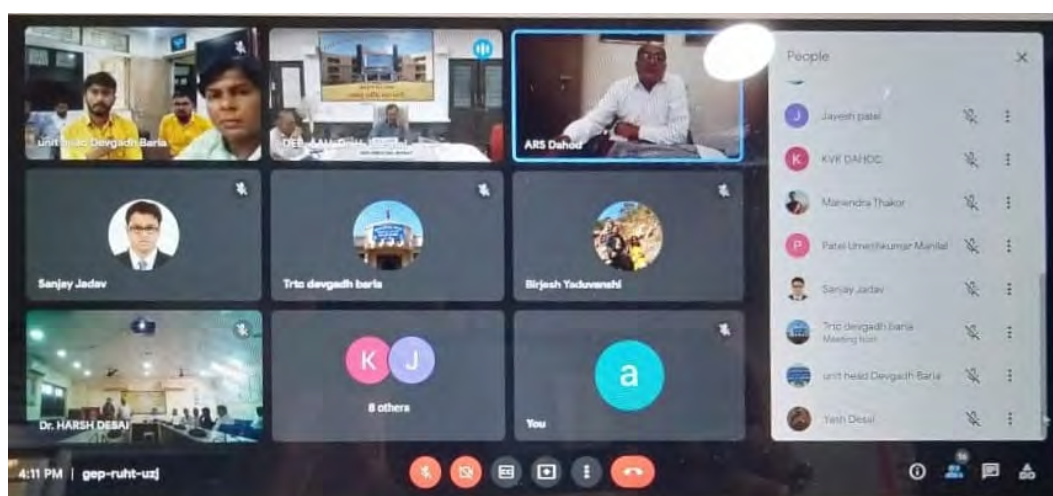 unit head Devgadh Baria
ARS Dahod
People
Jayesh patel
KVK DAHOD
Patel Umeshkumar Manilal
Sanjay Jadav
Trtc devgadh baria
Meeting host
unit head Devgadh Baria
Yash Desai
Sanjay Jadav
Trtc devgadh baria
Birjesh Yaduvanshi
Dr. HARSH DESAI
K J
8 others
a
You
4:11 PM | gep-ruht-uzj